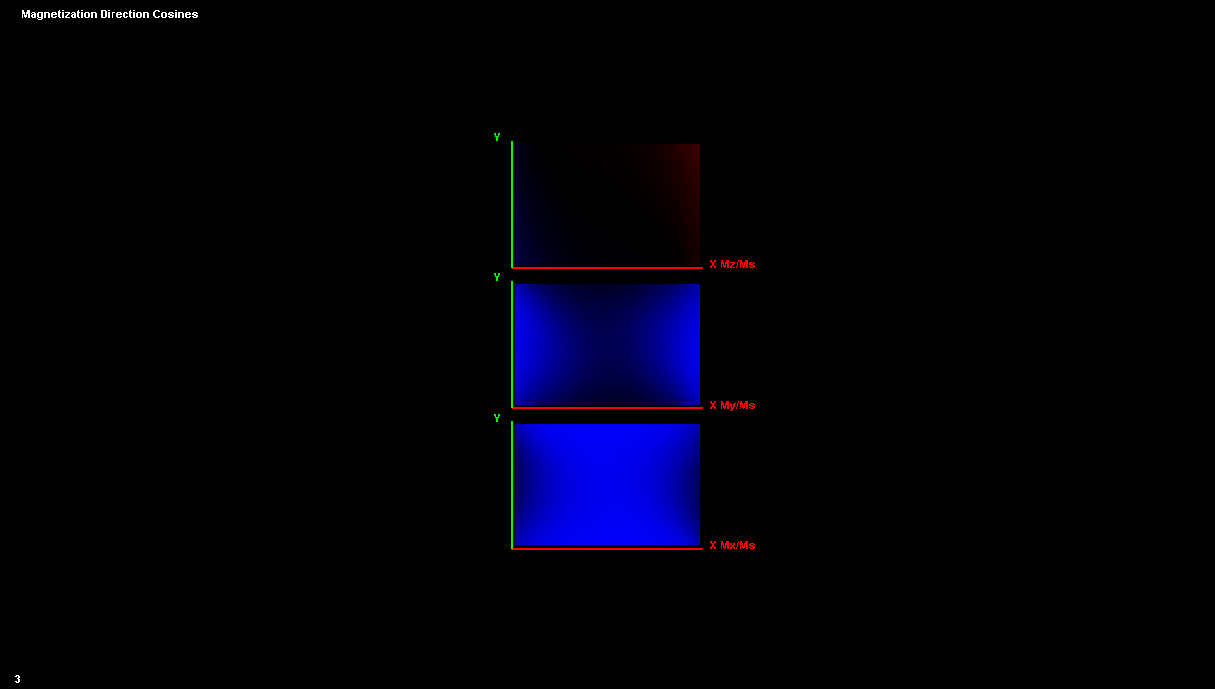 Magnetization Direction Cosines
Y
X Mz/Ms
Y
X My/Ms
Y
X Mx/Ms
3